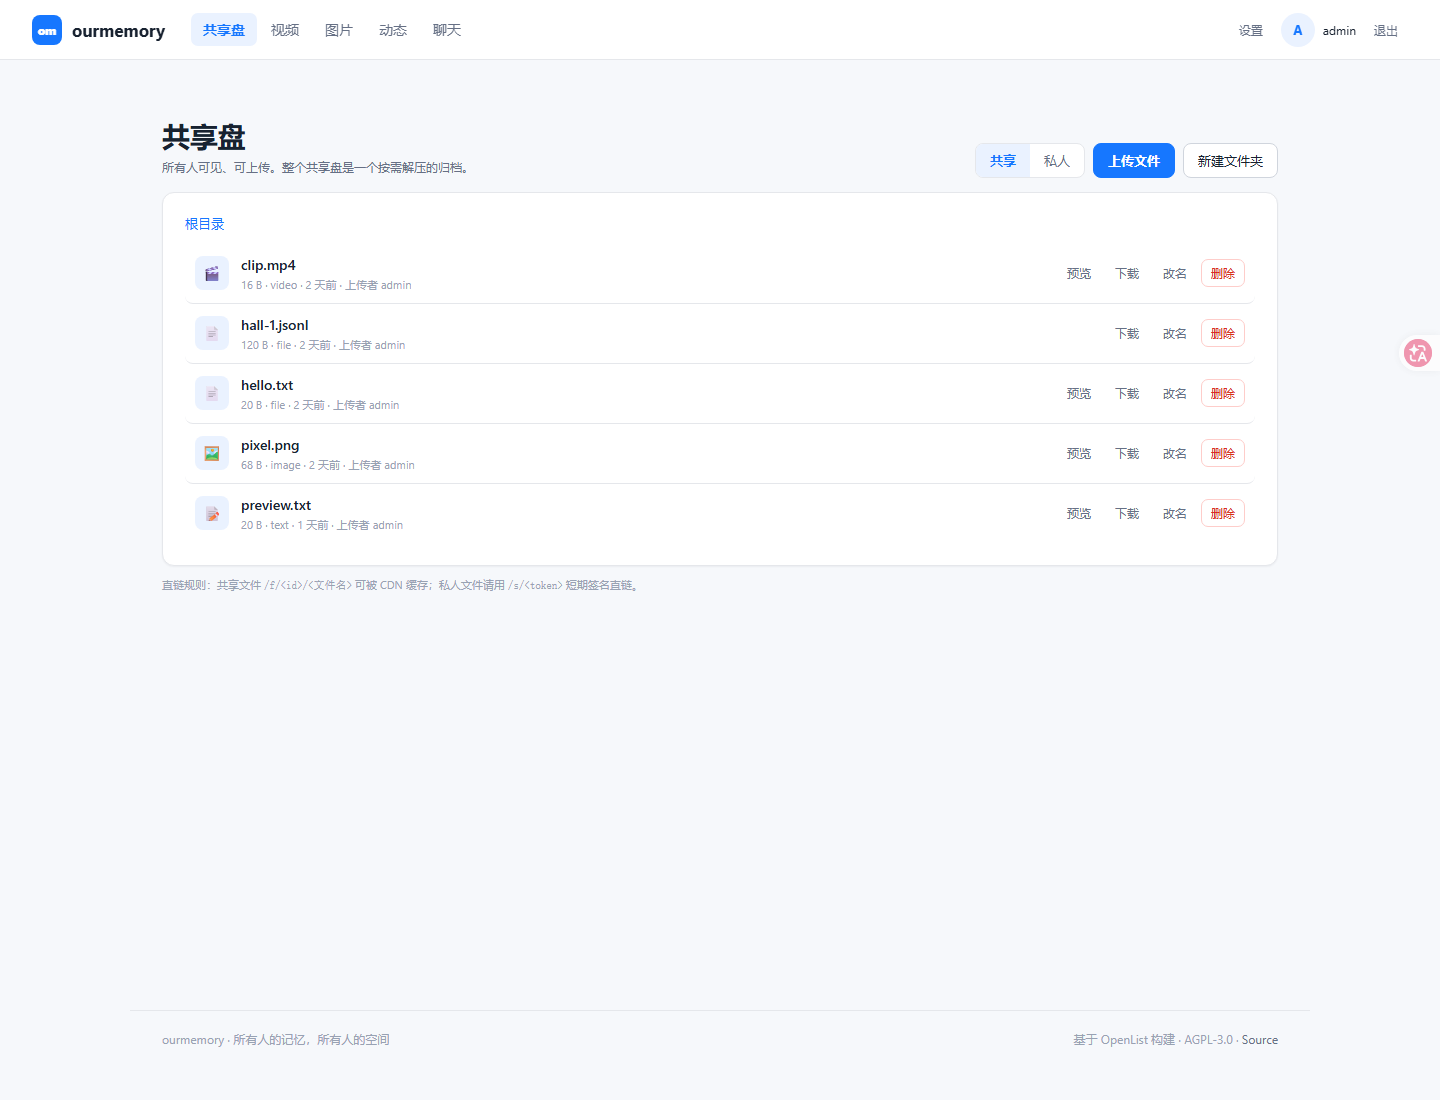 om ourmemory 共享盘 视频 图片 动态 聊天 设置 A admin 退出
共享盘
所有人可见、可上传。整个共享盘是一个按需解压的归档。
共享 私人 上传文件 新建文件夹
根目录
clip.mp4
16 B · video · 2 天前 · 上传者 admin
预览 下载 改名 删除
hall-1.jsonl
120 B · file · 2 天前 · 上传者 admin
下载 改名 删除
hello.txt
20 B · file · 2 天前 · 上传者 admin
预览 下载 改名 删除
pixel.png
68 B · image · 2 天前 · 上传者 admin
预览 下载 改名 删除
preview.txt
20 B · text · 1 天前 · 上传者 admin
预览 下载 改名 删除
直链规则：共享文件 /f/<id>/<文件名> 可被 CDN 缓存；私人文件请用 /s/<token> 短期签名直链。
ourmemory · 所有人的记忆，所有人的空间
基于 OpenList 构建 · AGPL-3.0 · Source